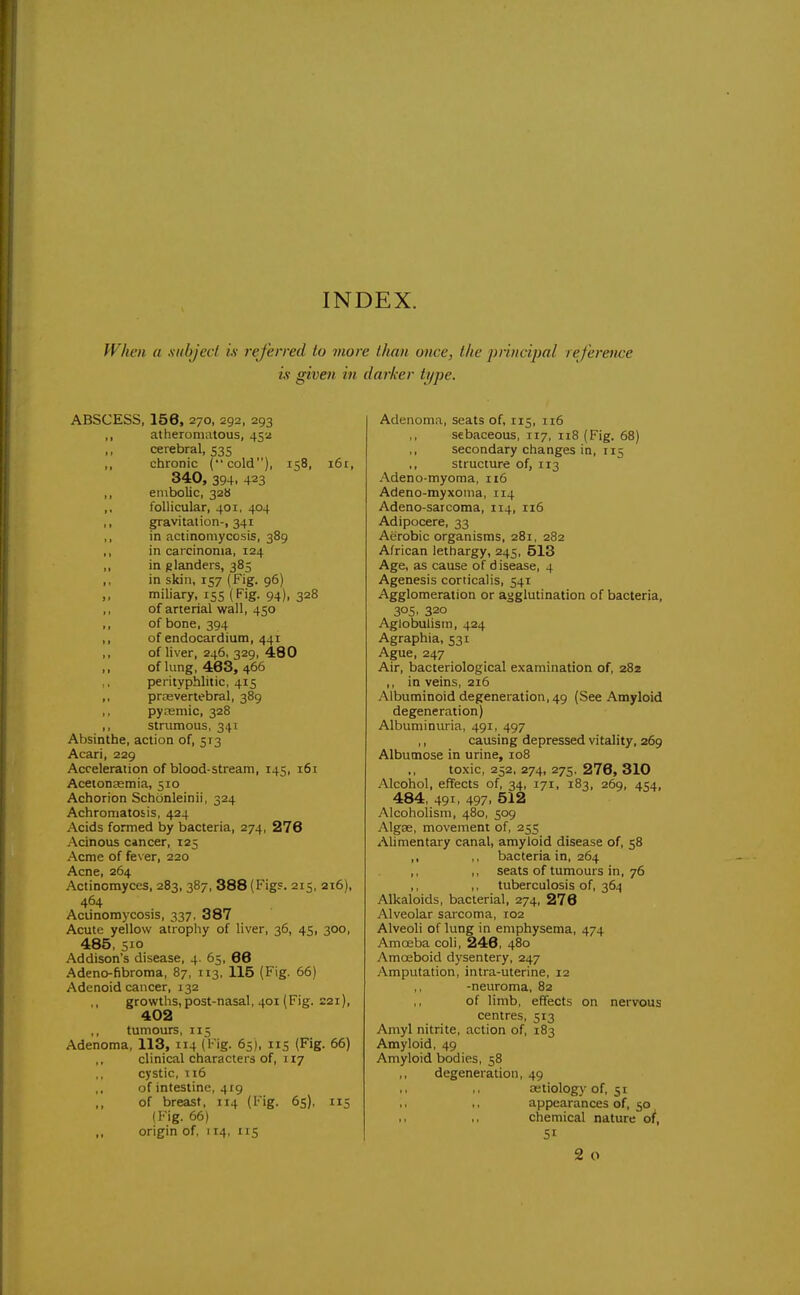 INDEX.
When a subject is referred to more than once, the principal reference
is given in darker type.
ABSCESS, 156, 270, 292, 293
,, atheromatous, 452
,, cerebral, 535
,, chronic ("cold"), 158, 161,
340, 394, 423
,, embolic, 328
,, follicular, 401, 404
,, gravitation-, 341
,, in actinomycosis, 389
,, in carcinoma, 124
,, in glanders, 385
,, in skin, 157 (Fig. 96)
,, miliary, 155 (Fig. 94), 328
,, of arterial wall, 450
,, of bone, 394
,, of endocardium, 441
,, of liver, 246, 329, 480
,, of lung, 463, 466
,, perityphlitic, 415
,, prævertebral, 389
,, pyæmic, 328
,, strumous, 341
Absinthe, action of, 513
Acari, 229
Acceleration of blood-stream, 145, 161
Acetonæmia, 510
Achorion Schönleinii, 324
Achromatosis, 424
Acids formed by bacteria, 274, 276
Acinous cancer, 125
Acme of fever, 220
Acne, 264
Actinomyces, 283, 387, 388 (Figs. 215, 216),
464
Actinomycosis, 337, 387
Acute yellow atrophy of liver, 36, 45, 300,
485, 510
Addison's disease, 4, 65, 66
Adeno-fibroma, 87, 113, 115 (Fig. 66)
Adenoid cancer, 132
,, growths, post-nasal, 401 (Fig. 221),
402
,, tumours, 115
Adenoma, 113, 114 (Fig. 65), 115 (Fig. 66)
,, clinical characters of, 117
,, cystic, 116
,, of intestine, 419
,, of breast, 114 (Fig. 65), 115
(Fig. 66)
,, origin of, 114, 115
Adenoma, seats of, 115, 116
,, sebaceous, 117, 118 (Fig. 68)
,, secondary changes in, 115
,, structure of, 113
Adeno-myoma, 116
Adeno-myxoma, 114
Adeno-sarcoma, 114, 116
Adipocere, 33
Aërobic organisms, 281, 282
African lethargy, 245, 513
Age, as cause of disease, 4
Agenesis corticalis, 541
Agglomeration or agglutination of bacteria,
305, 320
Aglobulism, 424
Agraphia, 531
Ague, 247
Air, bacteriological examination of, 282
,, in veins, 216
Albuminoid degeneration, 49 (See Amyloid
degeneration)
Albuminuria, 491, 497
,, causing depressed vitality, 269
Albumose in urine, 108
,, toxic, 252, 274, 275, 276, 310
Alcohol, effects of, 34, 171, 183, 269, 454,
484, 491, 497, 512
Alcoholism, 480, 509
Algæ, movement of, 255
Alimentary canal, amyloid disease of, 58
,, ,, bacteria in, 264
,, ,, seats of tumours in, 76
,, ,, tuberculosis of, 364
Alkaloids, bacterial, 274, 276
Alveolar sarcoma, 102
Alveoli of lung in emphysema, 474
Amœba coli, 246, 480
Amœboid dysentery, 247
Amputation, intra-uterine, 12
,, -neuroma, 82
,, of limb, effects on nervous
centres, 513
Amyl nitrite, action of, 183
Amyloid, 49
Amyloid bodies, 58
,, degeneration, 49
,, ,, ætiology of, 51
,, ,, appearances of, 50
,, ,, chemical nature of,
51
2 o